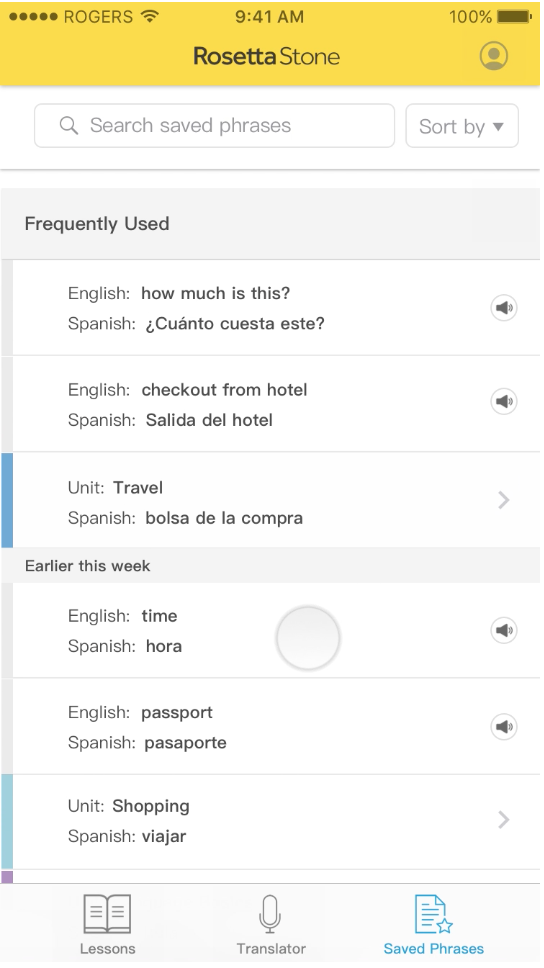 ROGERS 9:41 AM 100%
Rosetta Stone
Search saved phrases Sort by
Frequently Used
English: how much is this?
Spanish: ¿Cuánto cuesta este?
English: checkout from hotel
Spanish: Salida del hotel
Unit: Travel
Spanish: bolsa de la compra
Earlier this week
English: time
Spanish: hora
English: passport
Spanish: pasaporte
Unit: Shopping
Spanish: viajar
Lessons Translator Saved Phrases